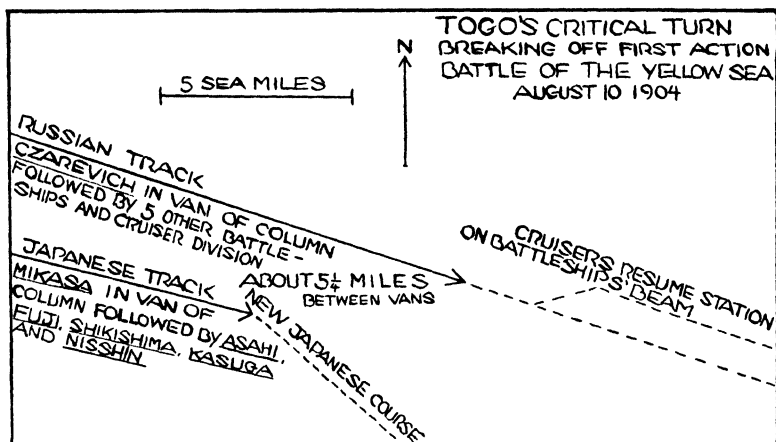 TOGO'S CRITICAL TURN
BREAKING OFF FIRST ACTION
BATTLE OF THE YELLOW SEA
AUGUST 10 1904
N
5 SEA MILES
RUSSIAN TRACK
CZAREVICH IN VAN OF COLUMN
FOLLOWED BY 5 OTHER BATTLE-
SHIPS AND CRUISER DIVISION
JAPANESE TRACK
MIKASA IN VAN OF
COLUMN FOLLOWED BY ASAHI,
FUJI, SHIKISHIMA, KASUGA
AND NISSHIN
ABOUT 5¼ MILES
BETWEEN VANS
NEW JAPANESE COURSE
CRUISERS RESUME STATION
ON BATTLESHIPS' BEAM